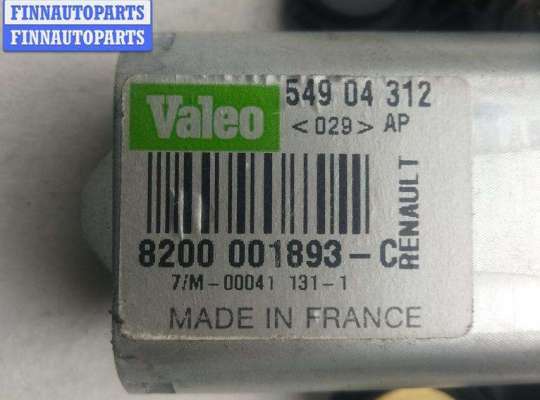 FINNAUTOPARTS
FINNAUTOPARTS
Valeo
549 04 312
<029> AP
RENAULT
8200 001893-C
7/M-00041 131-1
MADE IN FRANCE